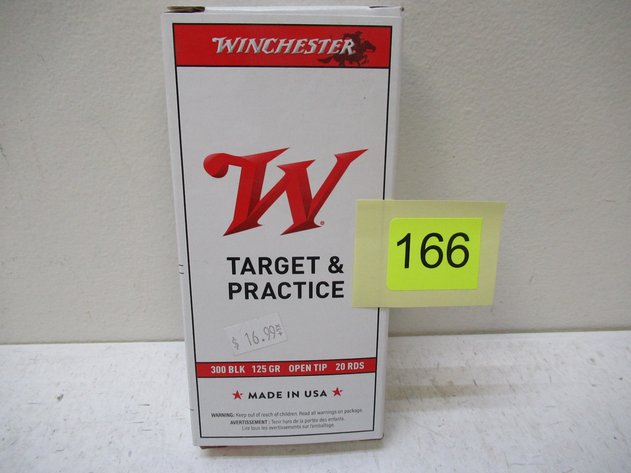 WINCHESTER
W®
TARGET &
PRACTICE
166
$ 16.99
300 BLK 125 GR OPEN TIP 20 RDS
★ MADE IN USA ★
WARNING: Keep out of reach of children. Read all warnings on package.
AVERTISSEMENT: Tenir hors de la portée des enfants.
Lire tous les avertissements sur l'emballage.